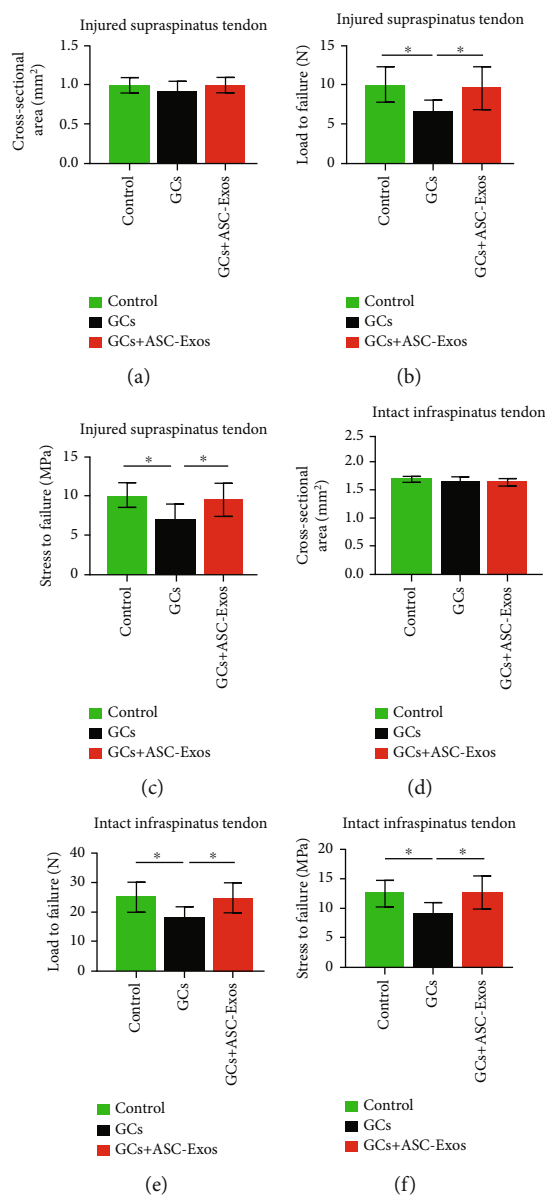 Injured supraspinatus tendon
Cross-sectional
area (mm²)
1.5
1.0
0.5
0.0
Control
GCs
GCs+ASC-Exos
Control
GCs
GCs+ASC-Exos
(a)
Injured supraspinatus tendon
Load to failure (N)
15
10
5
0
*
*
Control
GCs
GCs+ASC-Exos
Control
GCs
GCs+ASC-Exos
(b)
Injured supraspinatus tendon
Stress to failure (MPa)
15
10
5
0
*
*
Control
GCs
GCs+ASC-Exos
Control
GCs
GCs+ASC-Exos
(c)
Intact infraspinatus tendon
Cross-sectional
area (mm²)
2.5
2.0
1.5
1.5
0.0
Control
GCs
GCs+ASC-Exos
Control
GCs
GCs+ASC-Exos
(d)
Intact infraspinatus tendon
Load to failure (N)
40
30
20
10
0
*
*
Control
GCs
GCs+ASC-Exos
Control
GCs
GCs+ASC-Exos
(e)
Intact infraspinatus tendon
Stress to failure (MPa)
20
15
10
5
0
*
*
Control
GCs
GCs+ASC-Exos
Control
GCs
GCs+ASC-Exos
(f)